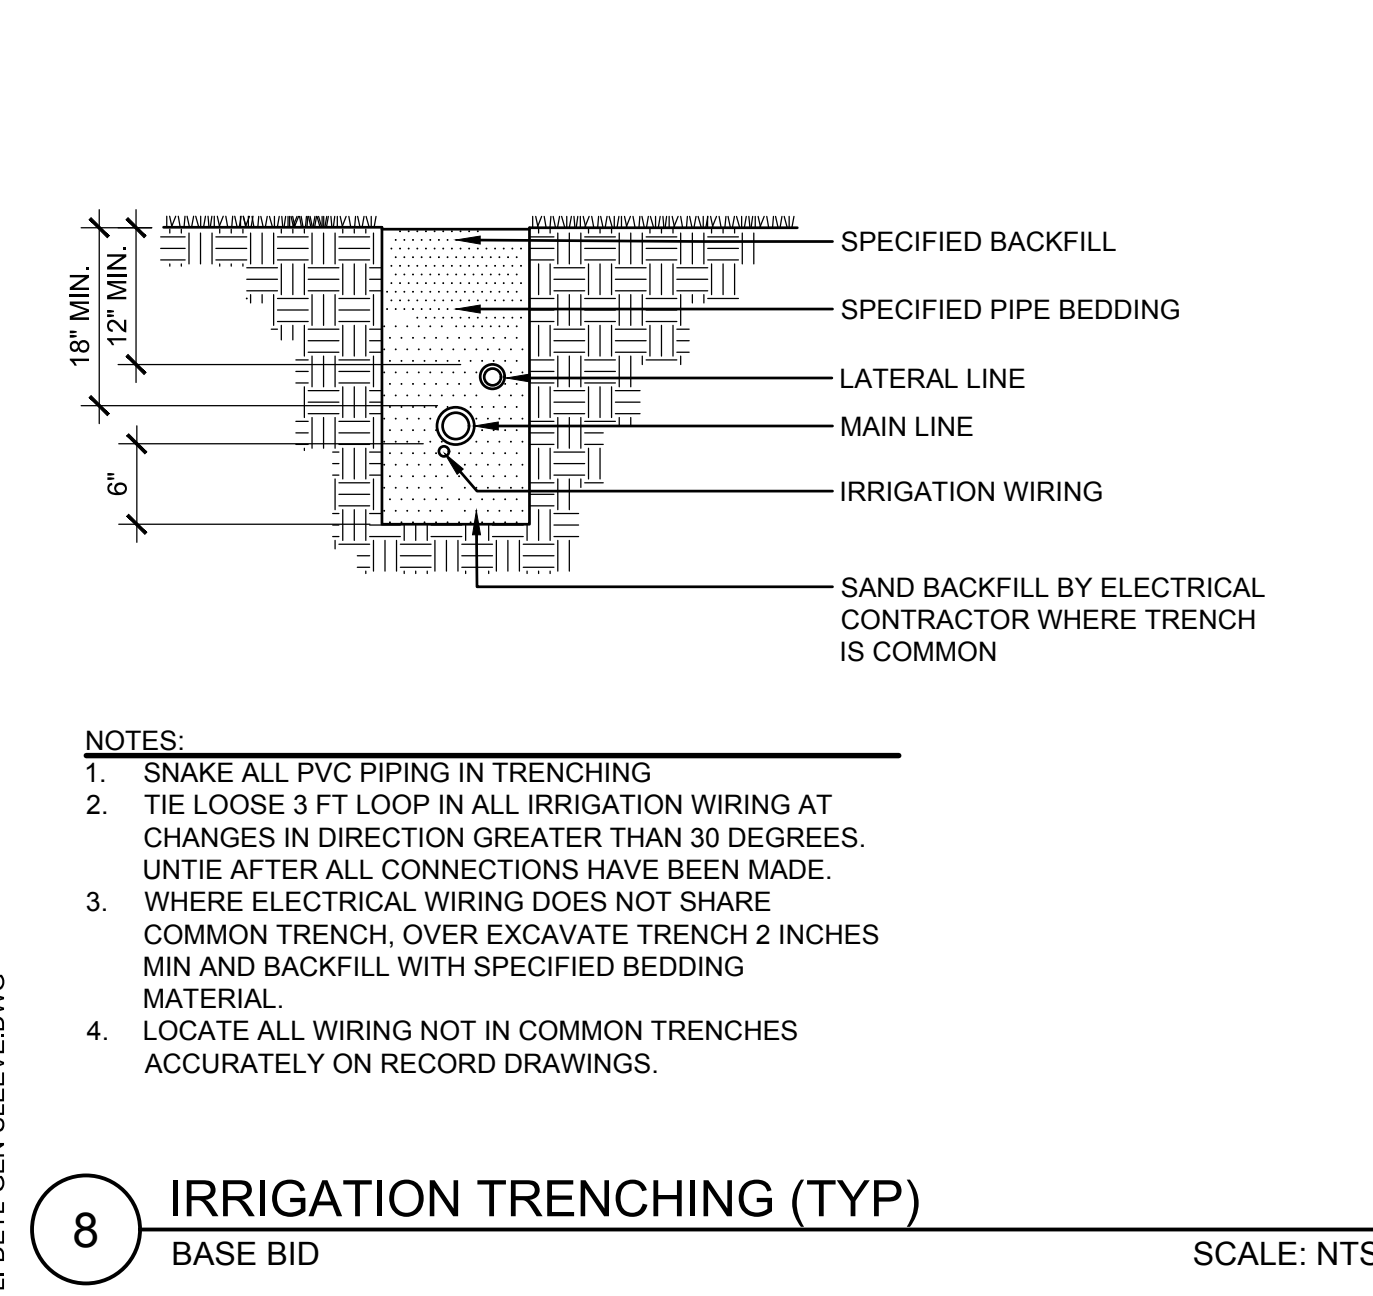 18" MIN.
12" MIN.
6"
SPECIFIED BACKFILL
SPECIFIED PIPE BEDDING
LATERAL LINE
MAIN LINE
IRRIGATION WIRING
SAND BACKFILL BY ELECTRICAL
CONTRACTOR WHERE TRENCH
IS COMMON
NOTES:
1. SNAKE ALL PVC PIPING IN TRENCHING
2. TIE LOOSE 3 FT LOOP IN ALL IRRIGATION WIRING AT
CHANGES IN DIRECTION GREATER THAN 30 DEGREES.
UNTIE AFTER ALL CONNECTIONS HAVE BEEN MADE.
3. WHERE ELECTRICAL WIRING DOES NOT SHARE
COMMON TRENCH, OVER EXCAVATE TRENCH 2 INCHES
MIN AND BACKFILL WITH SPECIFIED BEDDING
MATERIAL.
4. LOCATE ALL WIRING NOT IN COMMON TRENCHES
ACCURATELY ON RECORD DRAWINGS.
8
IRRIGATION TRENCHING (TYP)
BASE BID
SCALE: NTS